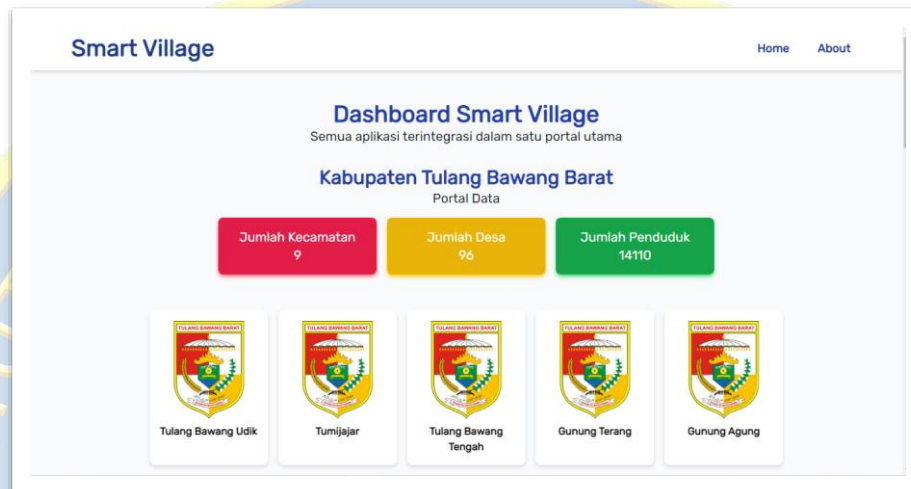 Smart Village
Home About
Dashboard Smart Village
Semua aplikasi terintegrasi dalam satu portal utama
Kabupaten Tulang Bawang Barat
Portal Data
Jumlah Kecamatan
9
Jumlah Desa
96
Jumlah Penduduk
14110
TULANG BAWANG BARAT
Tulang Bawang Udik
TULANG BAWANG BARAT
Tumijajar
TULANG BAWANG BARAT
Tulang Bawang
Tengah
TULANG BAWANG BARAT
Gunung Terang
TULANG BAWANG BARAT
Gunung Agung